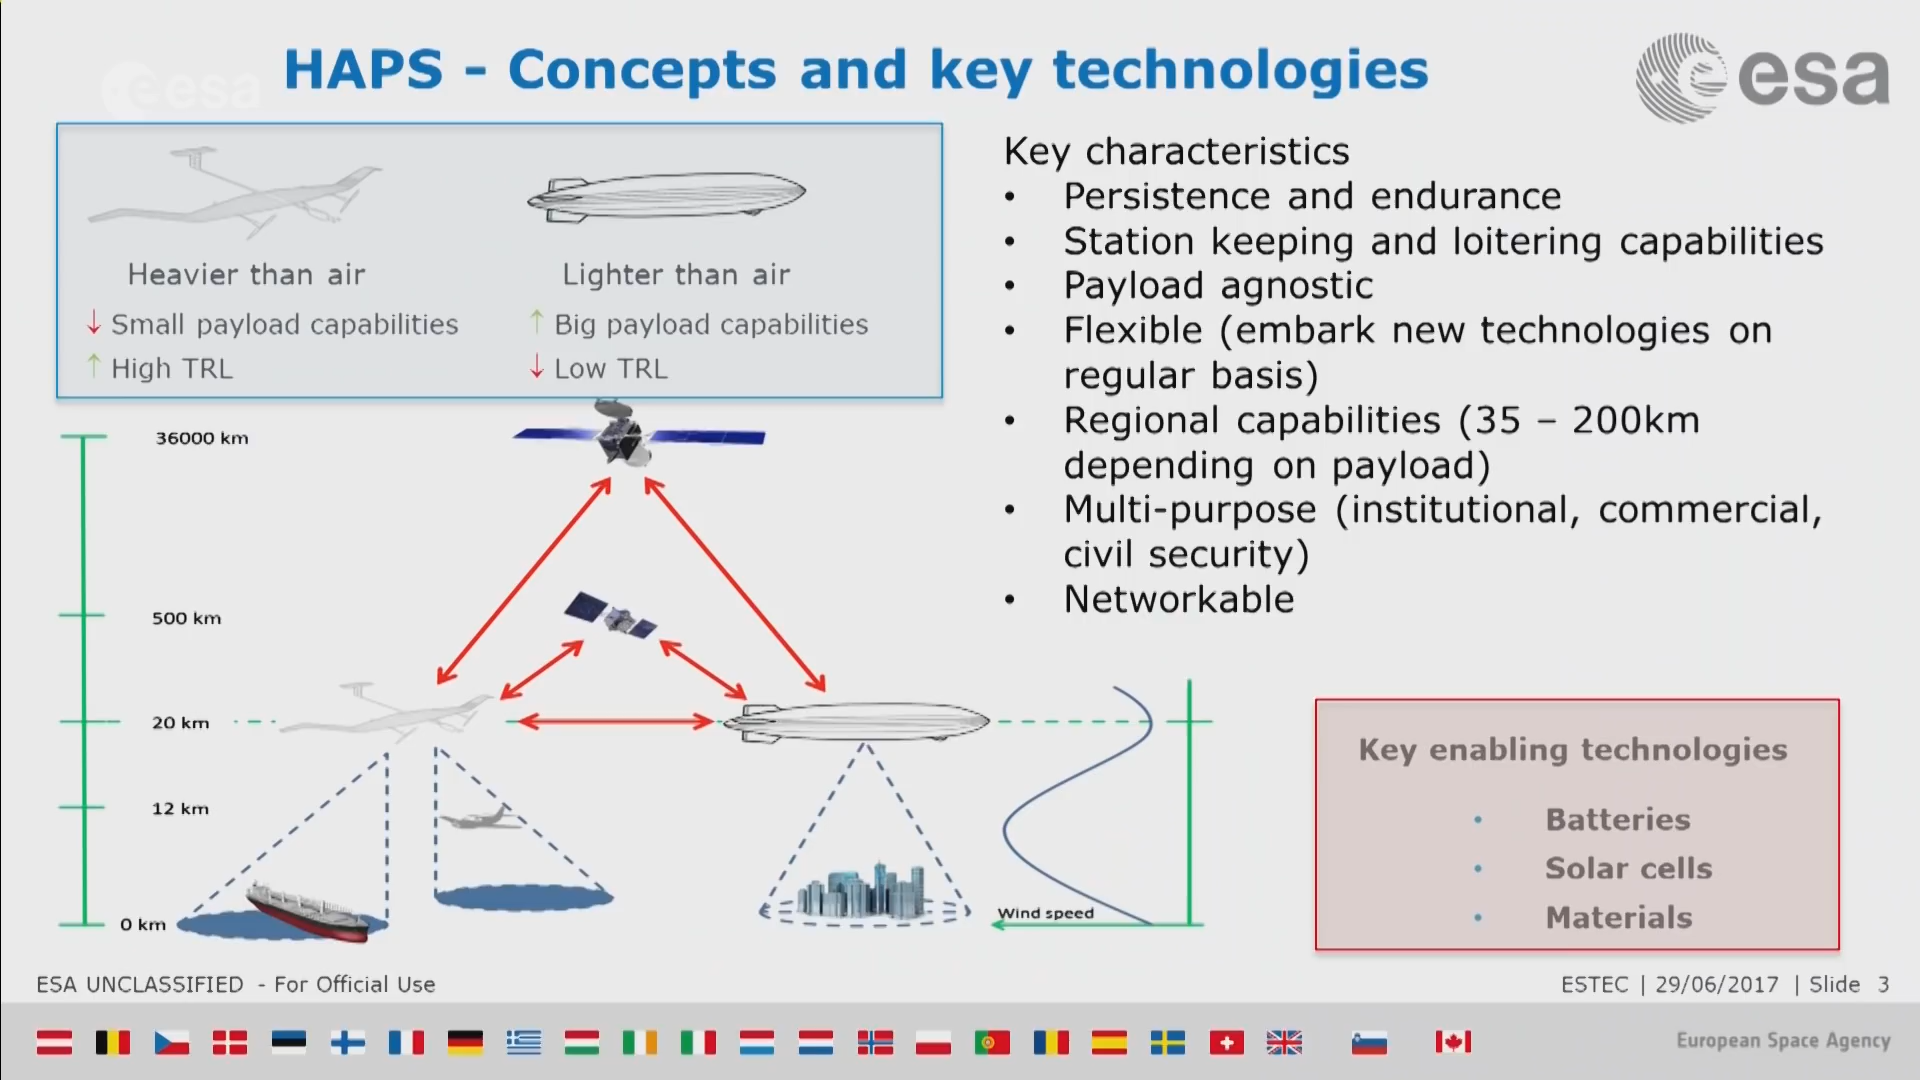 HAPS - Concepts and key technologies
esa
esa
Heavier than air
↓ Small payload capabilities
↑ High TRL
Lighter than air
↑ Big payload capabilities
↓ Low TRL
Key characteristics
• Persistence and endurance
• Station keeping and loitering capabilities
• Payload agnostic
• Flexible (embark new technologies on
regular basis)
• Regional capabilities (35 – 200km
depending on payload)
• Multi-purpose (institutional, commercial,
civil security)
• Networkable
36000 km
500 km
20 km
12 km
0 km
Wind speed
Key enabling technologies
• Batteries
• Solar cells
• Materials
ESA UNCLASSIFIED - For Official Use
ESTEC | 29/06/2017 | Slide 3
European Space Agency